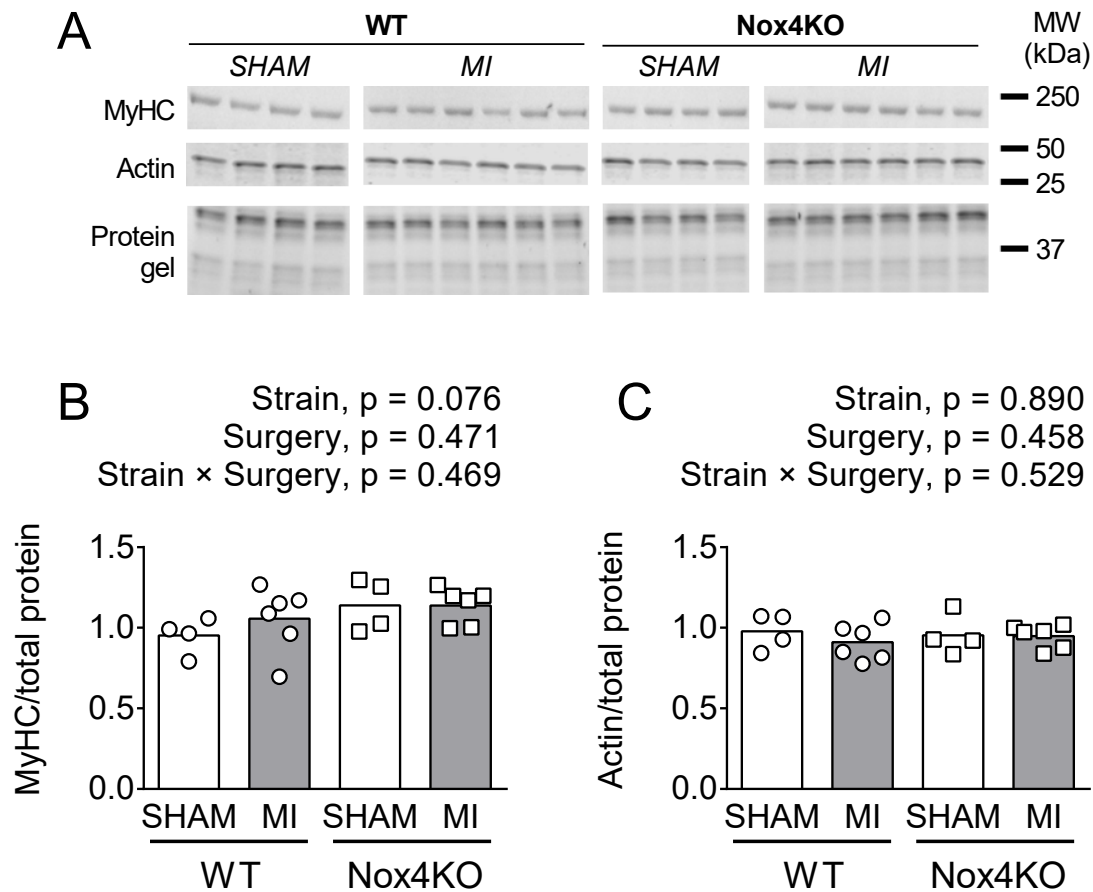 A
WT
Nox4KO
MW
(kDa)
SHAM
MI
SHAM
MI
MyHC
250
Actin
50
25
Protein
gel
37
B
Strain, p = 0.076
Surgery, p = 0.471
Strain × Surgery, p = 0.469
MyHC/total protein
1.5
1.0
0.5
0.0
SHAM
MI
SHAM
MI
WT
Nox4KO
C
Strain, p = 0.890
Surgery, p = 0.458
Strain × Surgery, p = 0.529
Actin/total protein
1.5
1.0
0.5
0.0
SHAM
MI
SHAM
MI
WT
Nox4KO